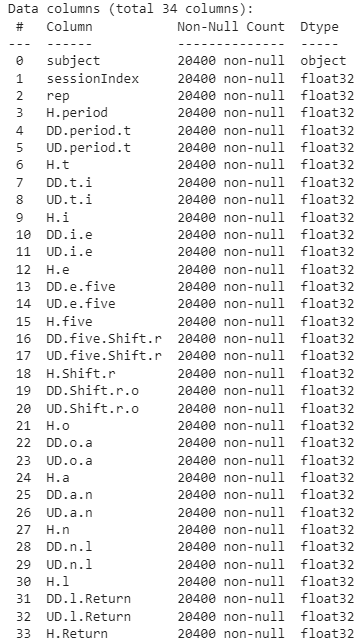 Data columns (total 34 columns):
 #   Column          Non-Null Count  Dtype
---  ------          --------------  -----
 0   subject         20400 non-null  object
 1   sessionIndex    20400 non-null  float32
 2   rep             20400 non-null  float32
 3   H.period        20400 non-null  float32
 4   DD.period.t     20400 non-null  float32
 5   UD.period.t     20400 non-null  float32
 6   H.t             20400 non-null  float32
 7   DD.t.i          20400 non-null  float32
 8   UD.t.i          20400 non-null  float32
 9   H.i             20400 non-null  float32
 10  DD.i.e          20400 non-null  float32
 11  UD.i.e          20400 non-null  float32
 12  H.e             20400 non-null  float32
 13  DD.e.five       20400 non-null  float32
 14  UD.e.five       20400 non-null  float32
 15  H.five          20400 non-null  float32
 16  DD.five.Shift.r 20400 non-null  float32
 17  UD.five.Shift.r 20400 non-null  float32
 18  H.Shift.r       20400 non-null  float32
 19  DD.Shift.r.o    20400 non-null  float32
 20  UD.Shift.r.o    20400 non-null  float32
 21  H.o             20400 non-null  float32
 22  DD.o.a          20400 non-null  float32
 23  UD.o.a          20400 non-null  float32
 24  H.a             20400 non-null  float32
 25  DD.a.n          20400 non-null  float32
 26  UD.a.n          20400 non-null  float32
 27  H.n             20400 non-null  float32
 28  DD.n.l          20400 non-null  float32
 29  UD.n.l          20400 non-null  float32
 30  H.l             20400 non-null  float32
 31  DD.l.Return     20400 non-null  float32
 32  UD.l.Return     20400 non-null  float32
 33  H.Return        20400 non-null  float32